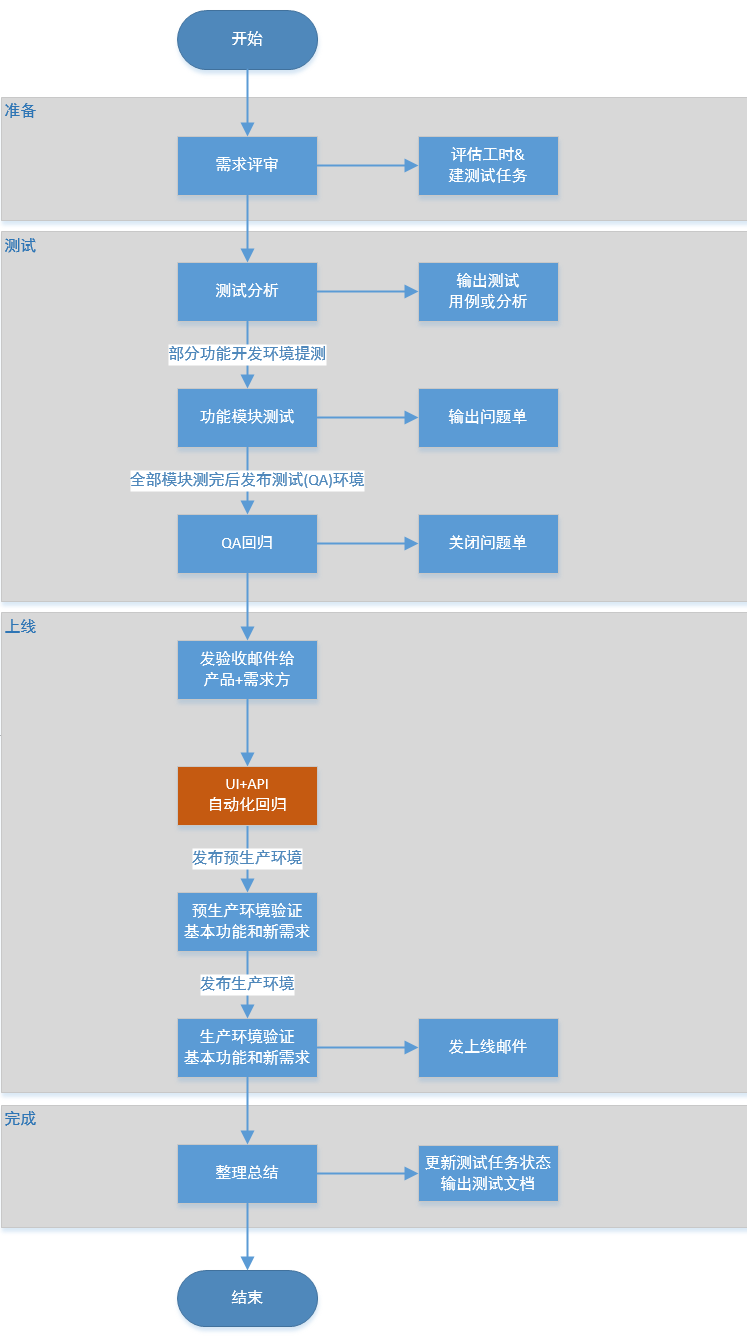 开始
准备
需求评审
评估工时&
建测试任务
测试
测试分析
输出测试
用例或分析
部分功能开发环境提测
功能模块测试
输出问题单
全部模块测完后发布测试(QA)环境
QA回归
关闭问题单
上线
发验收邮件给
产品+需求方
UI+API
自动化回归
发布预生产环境
预生产环境验证
基本功能和新需求
发布生产环境
生产环境验证
基本功能和新需求
发上线邮件
完成
整理总结
更新测试任务状态
输出测试文档
结束